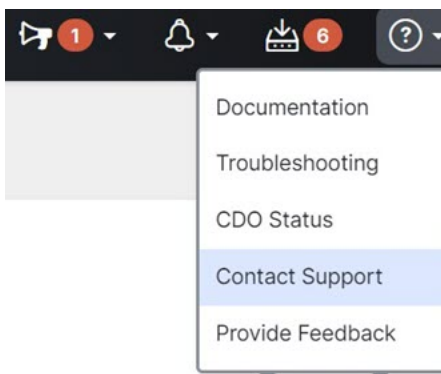 1 6 ?
Documentation
Troubleshooting
CDO Status
Contact Support
Provide Feedback